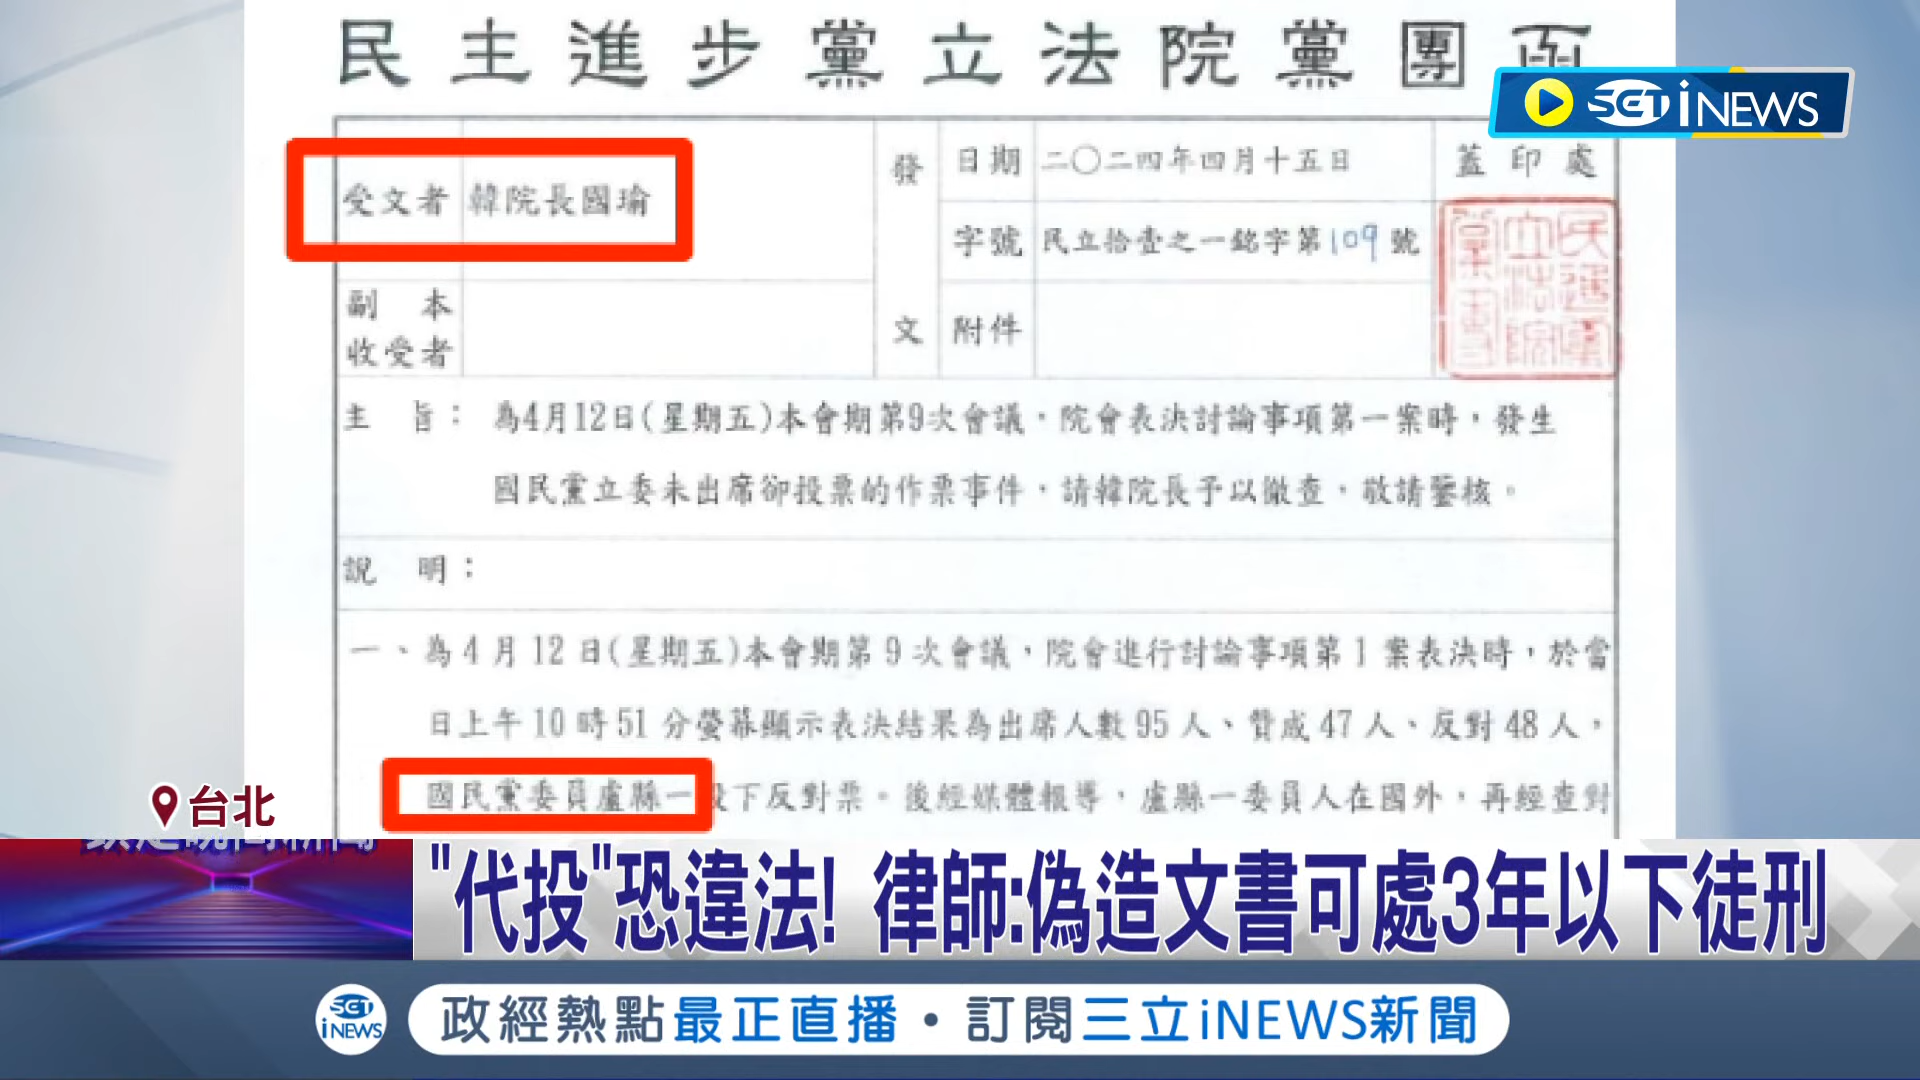 民主進步黨立法院黨團函
SET iNEWS
受文者 韓院長國瑜
副本
收受者
發文
日期 二〇二四年四月十五日
字號 民立拾壹之一銘字第109號
附件
蓋印處
主旨：為4月12日(星期五)本會期第9次會議，院會表決討論事項第一案時，發生
國民黨立委未出席卻投票的作票事件，請韓院長予以徹查，敬請鑒核。
說明：
一、為4月12日(星期五)本會期第9次會議，院會進行討論事項第1案表決時，於當
日上午10時51分螢幕顯示表決結果為出席人數95人、贊成47人、反對48人，
國民黨委員盧縣一投下反對票。後經媒體報導，盧縣一委員人在國外，再經查對
台北
"代投"恐違法! 律師:偽造文書可處3年以下徒刑
SET iNEWS
政經熱點最正直播・訂閱三立iNEWS新聞